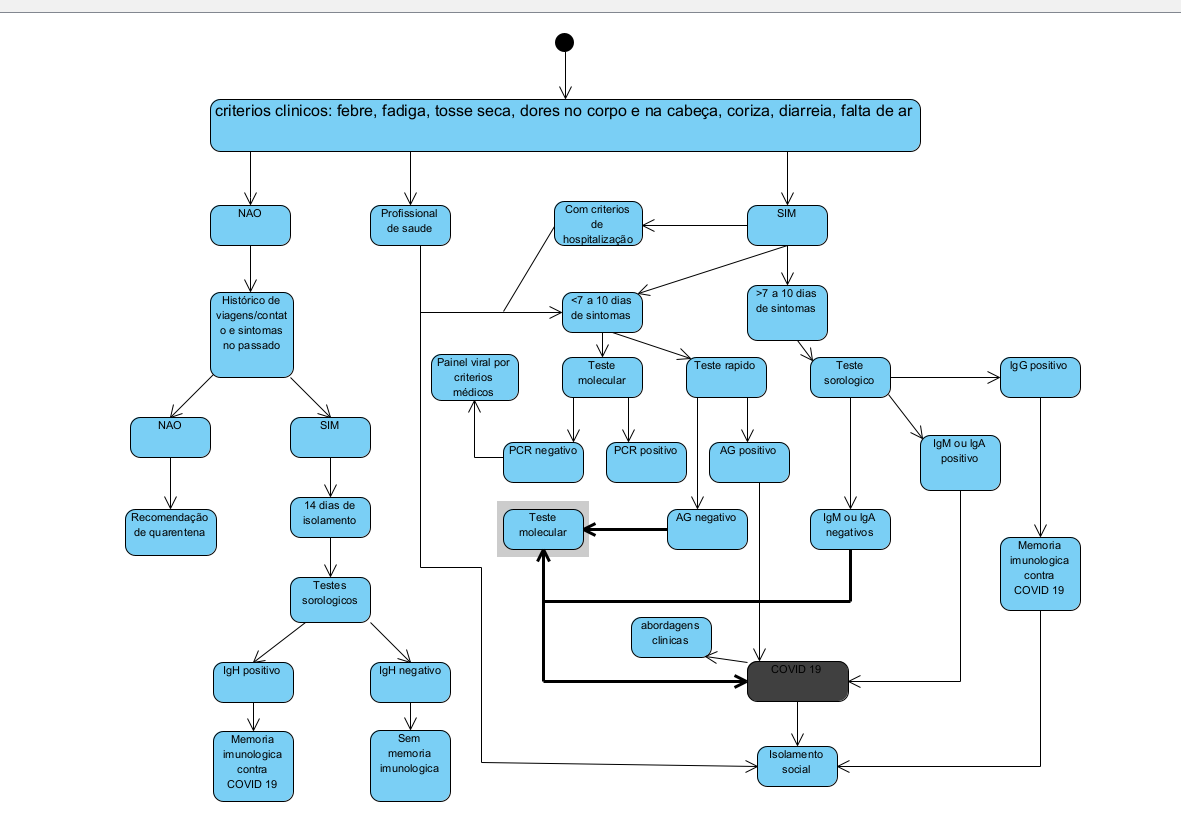 criterios clinicos: febre, fadiga, tosse seca, dores no corpo e na cabeça, coriza, diarreia, falta de ar
NAO
Profissional
de saude
Com criterios
de
hospitalização
SIM
Histórico de
viagens/contat
o e sintomas
no passado
<7 a 10 dias
de sintomas
>7 a 10 dias
de sintomas
Painel viral por
criterios
médicos
Teste
molecular
Teste rapido
Teste
sorologico
IgG positivo
NAO
SIM
PCR negativo
PCR positivo
AG positivo
IgM ou IgA
positivo
Recomendação
de quarentena
14 dias de
isolamento
Teste
molecular
AG negativo
IgM ou IgA
negativos
Memoria
imunologica
contra
COVID 19
Testes
sorologicos
abordagens
clinicas
IgH positivo
IgH negativo
COVID 19
Memoria
imunologica
contra
COVID 19
Sem
memoria
imunologica
Isolamento
social